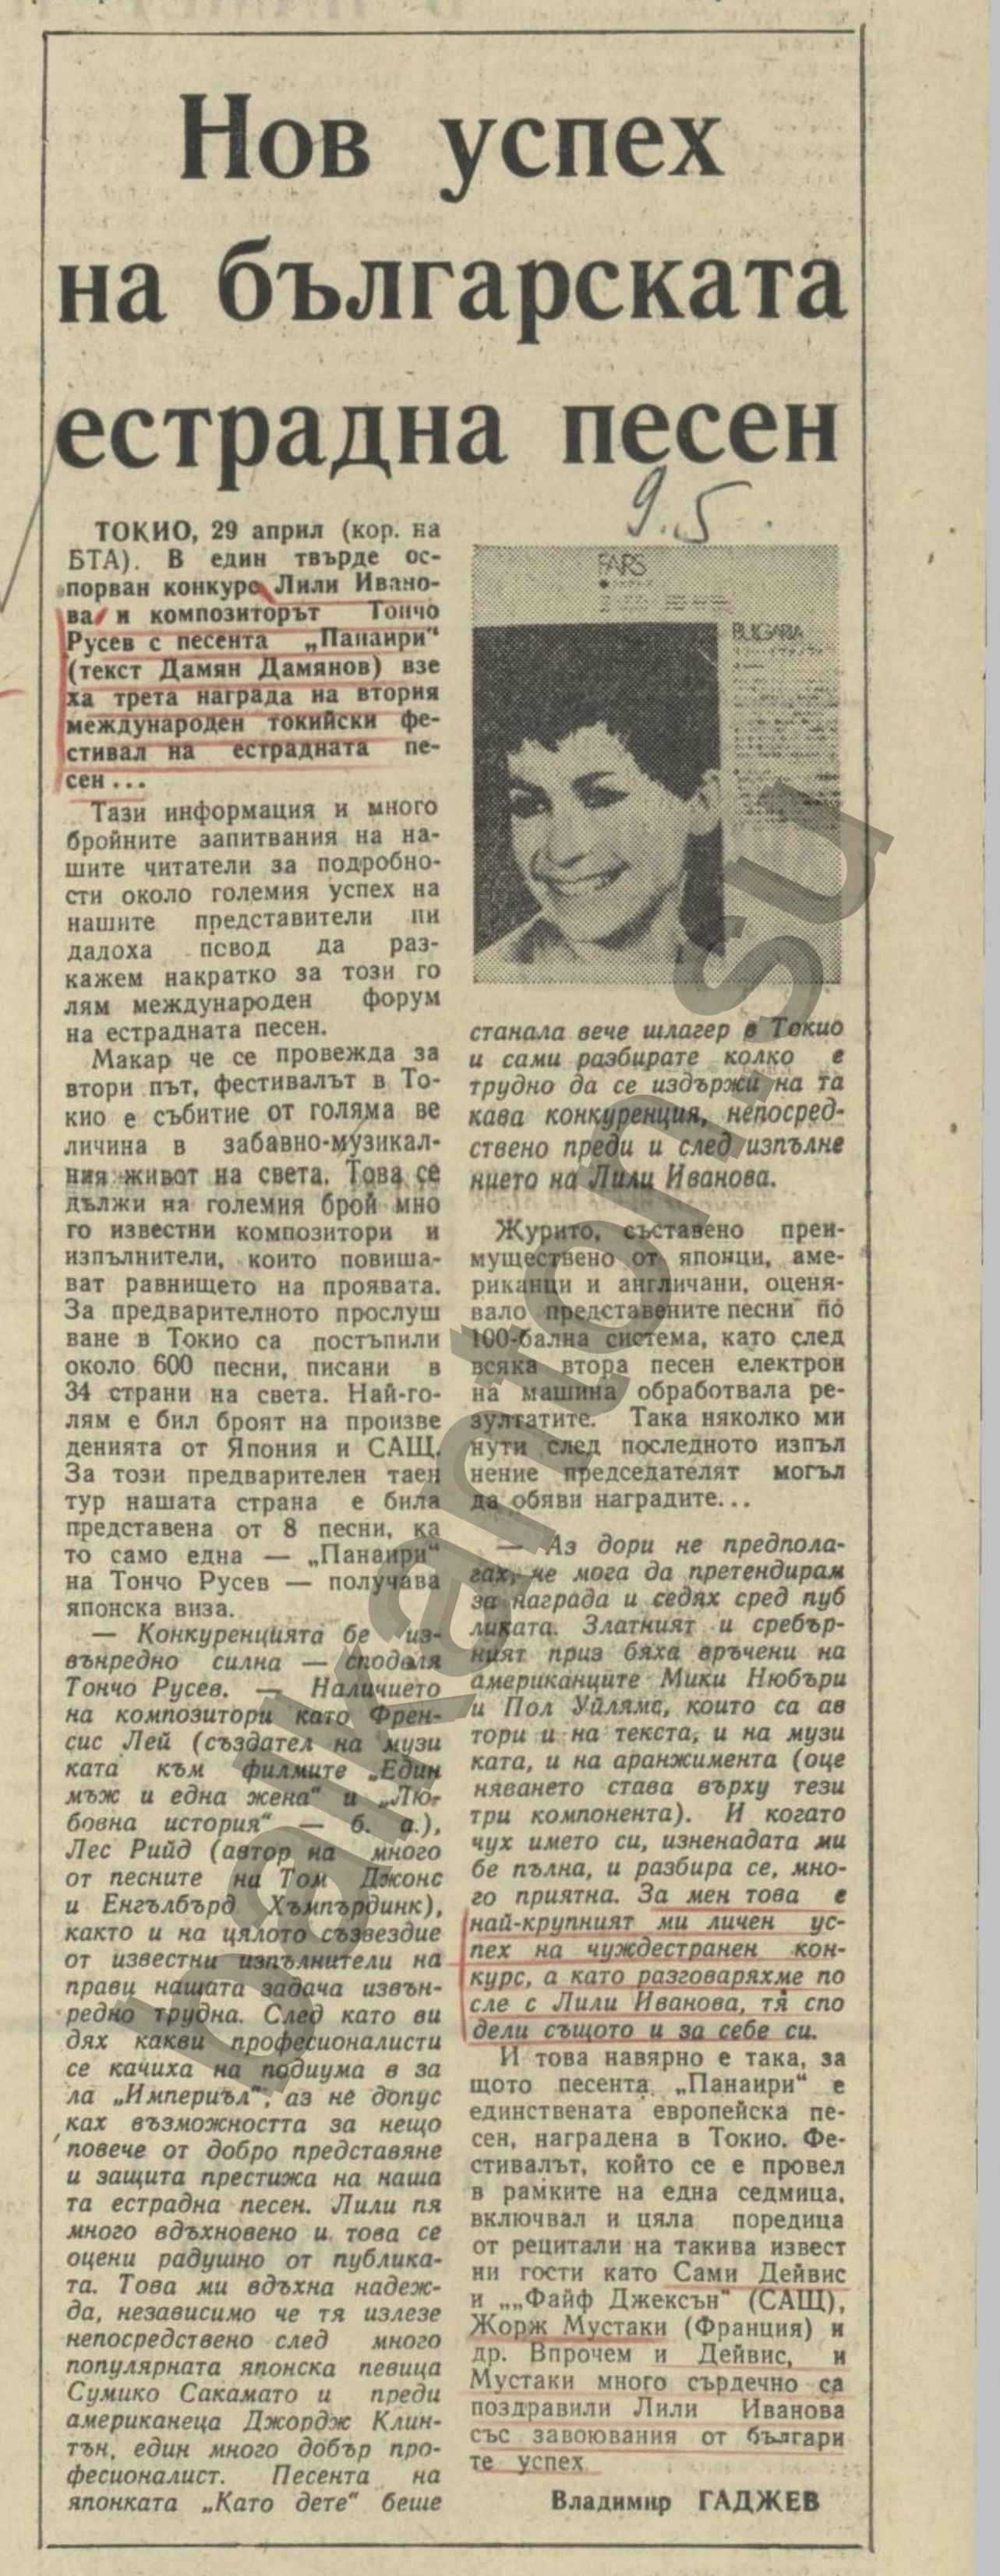 Нов успех
на българската
естрадна песен
9.5.
ТОКИО, 29 април (кор. на
БТА). В един твърде ос-
порван конкурс Лили Ивано-
ва и композиторът Тончо
Русев с песента „Панаири“
(текст Дамян Дамянов) взе
ха трета награда на втория
международен токийски фе-
стивал на естрадната пе-
сен ...
Тази информация и много
бройните запитвания на на-
шите читатели за подробно-
сти около големия успех на
нашите представители ни
дадоха повод да раз-
кажем накратко за този го
лям международен форум
на естрадната песен.
Макар че се провежда за
втори път, фестивалът в То-
кио е събитие от голяма ве
личина в забавно-музикал-
ния живот на света. Това се
дължи на големия брой мно
го известни композитори и
изпълнители, които повиша-
ват равнището на проявата.
За предварителното прослуш
ване в Токио са постъпили
около 600 песни, писани в
34 страни на света. Най-го-
лям е бил броят на произве
денията от Япония и САЩ.
За този предварителен таен
тур нашата страна е била
представена от 8 песни, ка
то само една — „Панаири“
на Тончо Русев — получава
японска виза.
— Конкуренцията бе из-
вънредно силна — споделя
Тончо Русев. — Наличието
на композитори като Френ-
сис Лей (създател на музи
ката към филмите „Един
мъж и една жена“ и „Лю-
бовна история“ — б. а.),
Лес Рийд (автор на много
от песните на Том Джонс
и Енгълбърд Хъмпърдинк),
както и на цялото съзвездие
от известни изпълнители на
прави нашата задача извън-
редно трудна. След като ви
дях какви професионалисти
се качиха на подиума в за
ла „Империъл“, аз не допус
ках възможността за нещо
повече от добро представяне
и защита престижа на наша
та естрадна песен. Лили пя
много вдъхновено и това се
оцени радушно от публика-
та. Това ми вдъхна надеж-
да, независимо че тя излезе
непосредствено след много
популярната японска певица
Сумико Сакамато и преди
американеца Джордж Клин-
тън, един много добър про-
фесионалист. Песента на
японката „Като дете“ беше
FAIRS
BULGARIA
станала вече шлагер в Токио
и сами разбирате колко е
трудно да се издържи на та
кава конкуренция, непосред-
ствено преди и след изпълне
нието на Лили Иванова.
Журито, съставено преи-
муществено от японци, аме-
риканци и англичани, оценя-
вало представените песни по
100-бална система, като след
всяка втора песен електрон
на машина обработвала ре-
зултатите. Така няколко ми
нути след последното изпъл
нение председателят могъл
да обяви наградите...
— Аз дори не предпола-
гах, че мога да претендирам
за награда и седях сред пуб
ликата. Златният и сребър-
ният приз бяха връчени на
американците Мики Нюбъри
и Пол Уйлямс, които са ав
тори и на текста, и на музи
ката, и на аранжимента (оце
няването става върху тези
три компонента). И когато
чух името си, изненадата ми
бе пълна, и разбира се, мно-
го приятна. За мен това е
най-крупният ми личен ус-
пех на чуждестранен кон-
курс, а като разговаряхме по
сле с Лили Иванова, тя спо
дели същото и за себе си.
И това навярно е така, за
щото песента „Панаири“ е
единствената европейска пе-
сен, наградена в Токио. Фе-
стивалът, който се е провел
в рамките на една седмица,
включвал и цяла поредица
от рецитали на такива извест
ни гости като Сами Дейвис
и „„Файф Джексън“ (САЩ),
Жорж Мустаки (Франция) и
др. Впрочем и Дейвис, и
Мустаки много сърдечно са
поздравили Лили Иванова
със завоювания от българи
те успех
Владимир ГАДЖЕВ